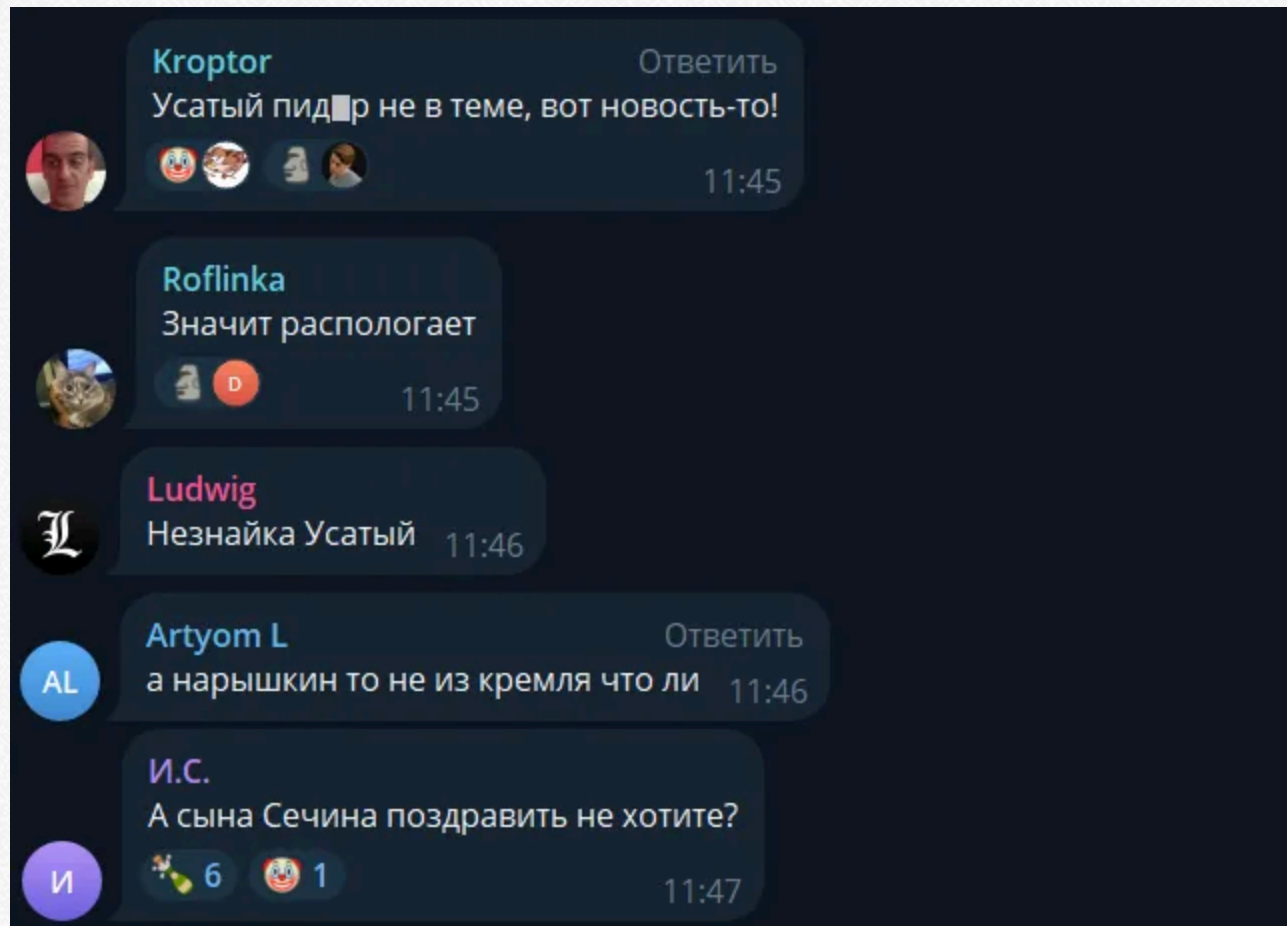 Kroptor Ответить
Усатый пид█р не в теме, вот новость-то!
11:45
Roflinka
Значит распологает
D
11:45
Ludwig
Незнайка Усатый 11:46
L
Artyom L Ответить
AL
а нарышкин то не из кремля что ли 11:46
И.С.
А сына Сечина поздравить не хотите?
И
6 1
11:47